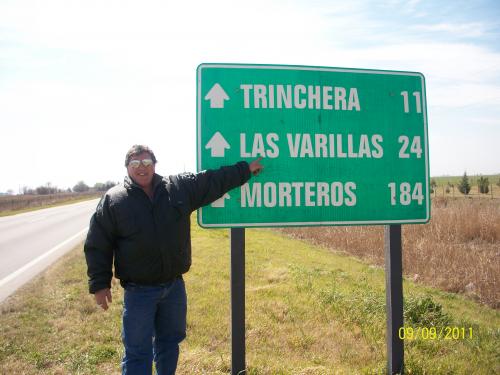 TRINCHERA 11
LAS VARILLAS 24
MORTEROS 184
09/09/2011